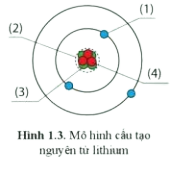 (1)
(2)
(3)
(4)
Hình 1.3. Mô hình cấu tạo
nguyên tử lithium